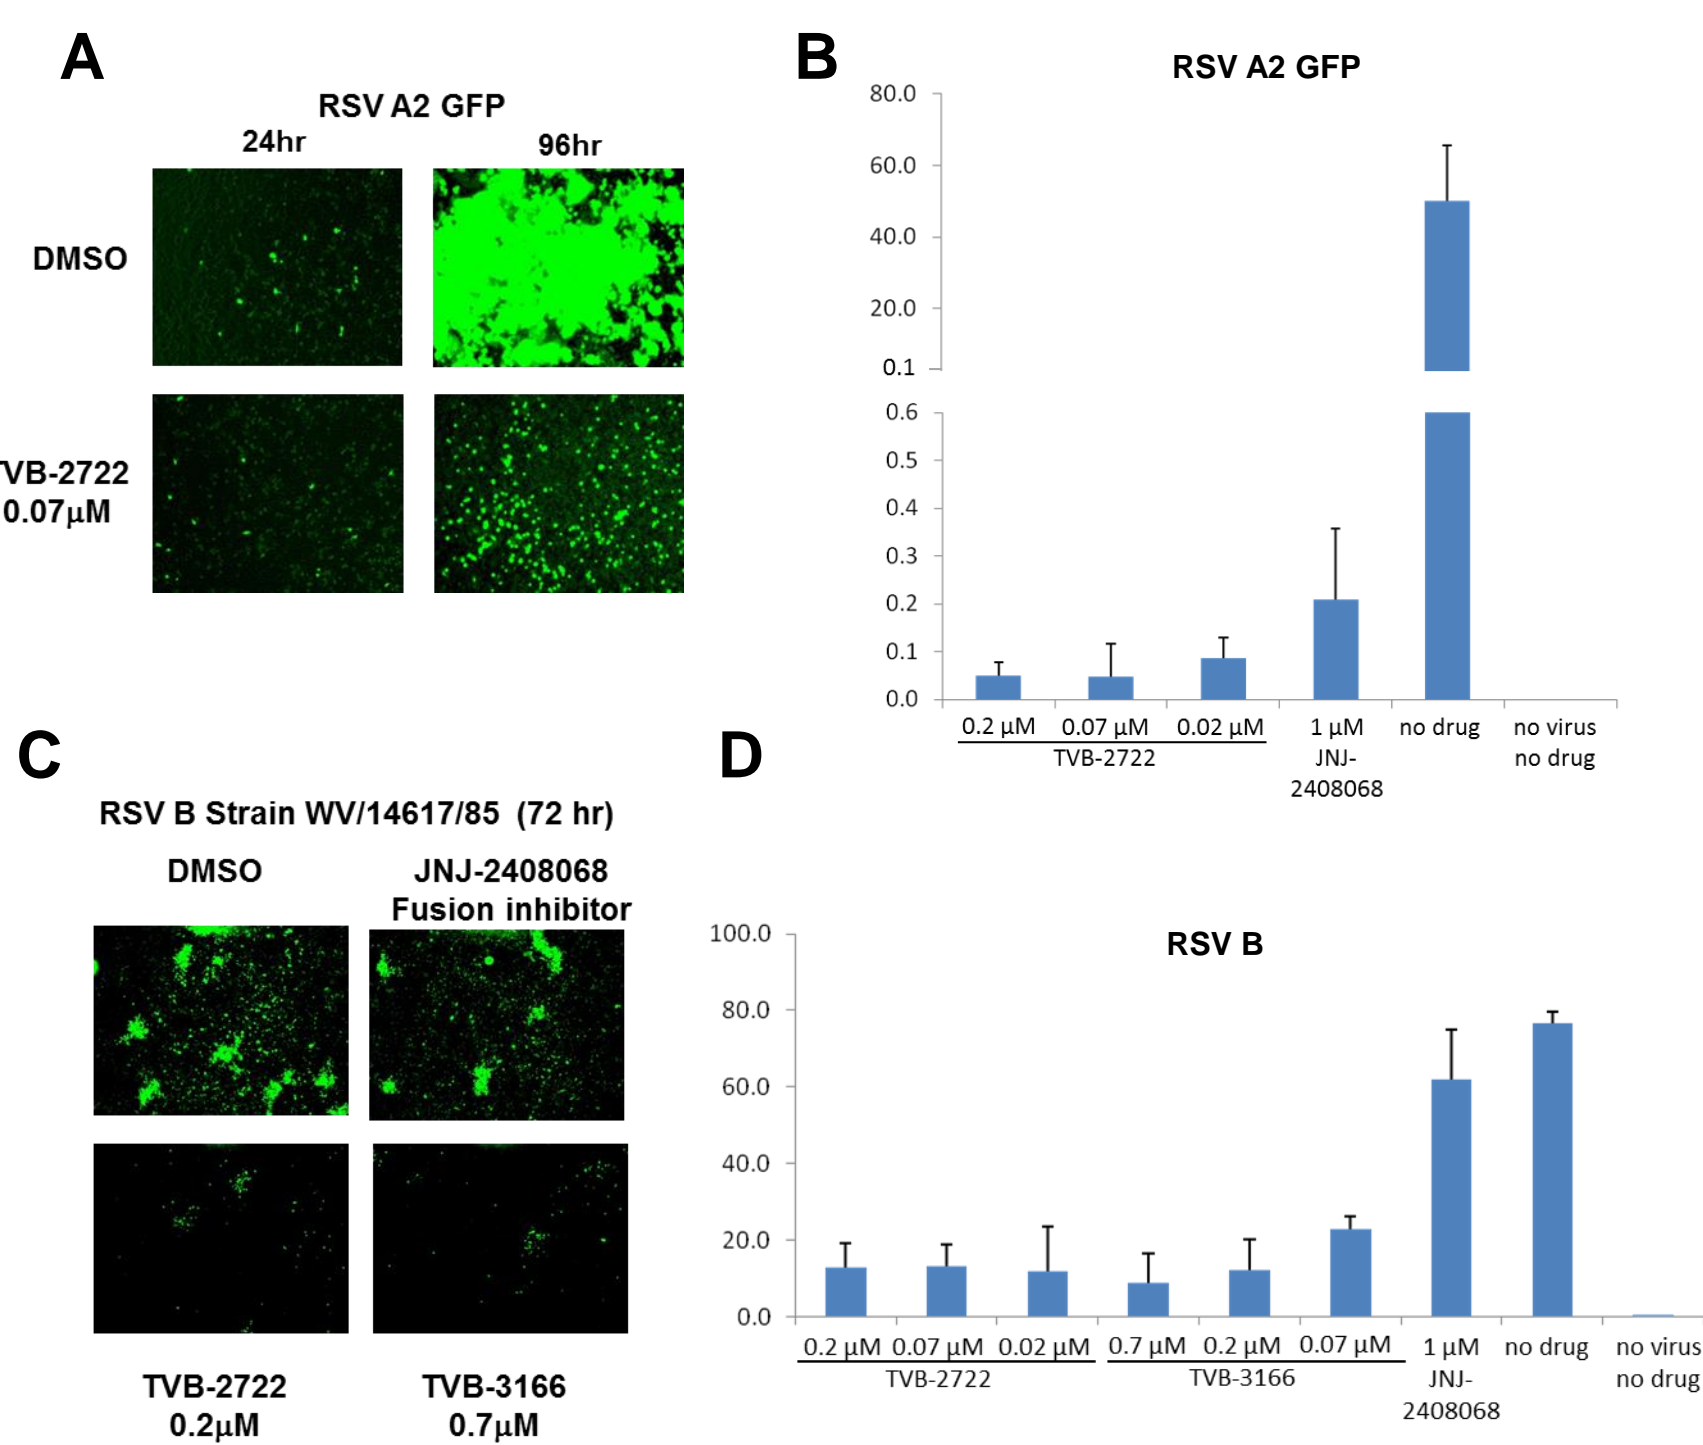 A
RSV A2 GFP
24hr
96hr
DMSO
TVB-2722
0.07µM
B
RSV A2 GFP
80.0
60.0
40.0
20.0
0.1
0.6
0.5
0.4
0.3
0.2
0.1
0.0
0.2 µM 0.07 µM 0.02 µM 1 µM no drug no virus
TVB-2722 JNJ- no drug
2408068
C
RSV B Strain WV/14617/85 (72 hr)
DMSO
JNJ-2408068
Fusion inhibitor
TVB-2722
0.2µM
TVB-3166
0.7µM
D
RSV B
100.0
80.0
60.0
40.0
20.0
0.0
0.2 µM 0.07 µM 0.02 µM 0.7 µM 0.2 µM 0.07 µM 1 µM no drug no virus
TVB-2722 TVB-3166 JNJ- no drug
2408068